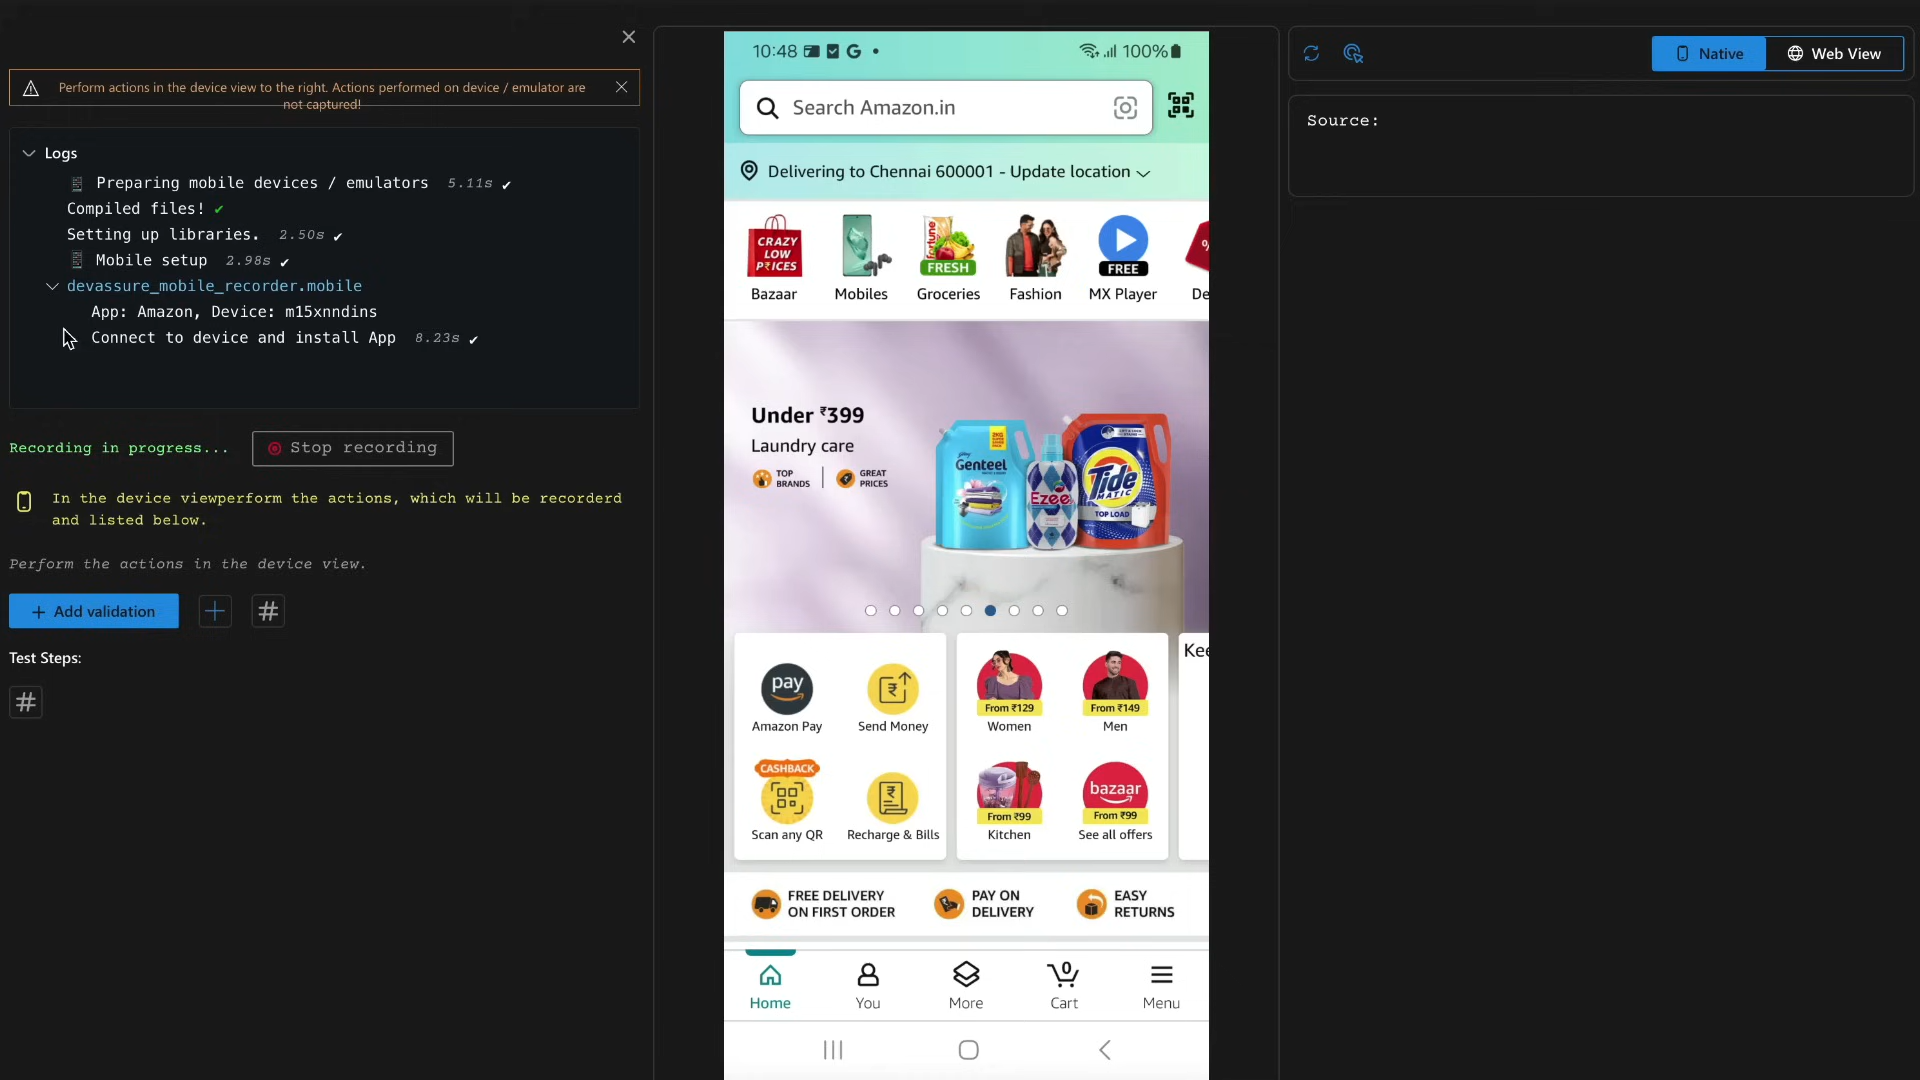 Perform actions in the device view to the right. Actions performed on device / emulator are
not captured!
Logs
Preparing mobile devices / emulators 5.11s
Compiled files!
Setting up libraries. 2.50s
Mobile setup 2.98s
devassure_mobile_recorder.mobile
App: Amazon, Device: m15xnndins
Connect to device and install App 8.23s
Recording in progress...
Stop recording
In the device viewperform the actions, which will be recorderd
and listed below.
Perform the actions in the device view.
+ Add validation
#
Test Steps:
#
10:48
100%
Search Amazon.in
Delivering to Chennai 600001 - Update location
CRAZY
LOW
PRICES
fortune
FRESH
FREE
%
Bazaar
Mobiles
Groceries
Fashion
MX Player
De
Under ₹399
Laundry care
TOP
BRANDS
GREAT
PRICES
Genteel
Ezee
Tide
MATIC
TOP LOAD
pay
Amazon Pay
Send Money
CASHBACK
Scan any QR
Recharge & Bills
From ₹129
Women
From ₹149
Men
From ₹99
Kitchen
bazaar
From ₹99
See all offers
Kee
FREE DELIVERY
ON FIRST ORDER
PAY ON
DELIVERY
EASY
RETURNS
Home
You
More
0
Cart
Menu
Native
Web View
Source: